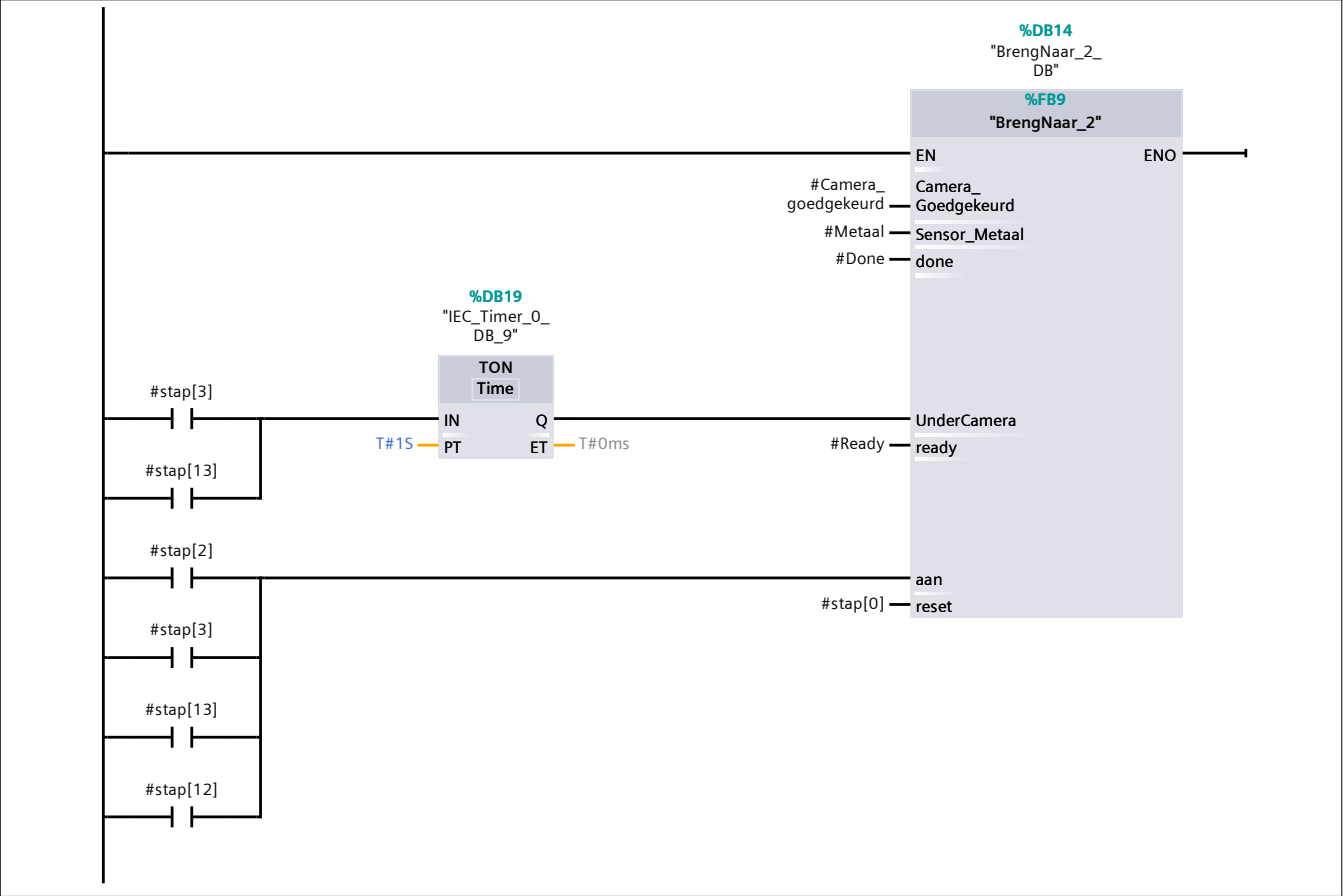 %DB14
"BrengNaar_2_
DB"
%FB9
"BrengNaar_2"
EN
ENO
#Camera_
goedgekeurd
Camera_
Goedgekeurd
#Metaal
Sensor_Metaal
#Done
done
%DB19
"IEC_Timer_0_
DB_9"
TON
Time
#stap[3]
IN
Q
UnderCamera
T#1S
PT
ET
T#0ms
#Ready
ready
#stap[13]
#stap[2]
aan
#stap[0]
reset
#stap[3]
#stap[13]
#stap[12]